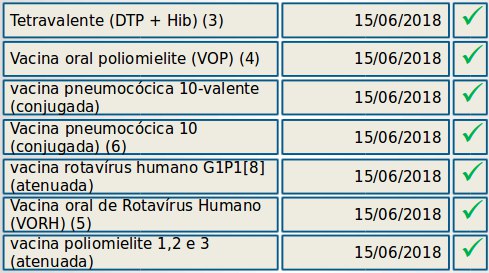 Tetravalente (DTP + Hib) (3) 15/06/2018
Vacina oral poliomielite (VOP) (4) 15/06/2018
vacina pneumocócica 10-valente
(conjugada) 15/06/2018
Vacina pneumocócica 10
(conjugada) (6) 15/06/2018
vacina rotavírus humano G1P1[8]
(atenuada) 15/06/2018
Vacina oral de Rotavírus Humano
(VORH) (5) 15/06/2018
vacina poliomielite 1,2 e 3
(atenuada) 15/06/2018